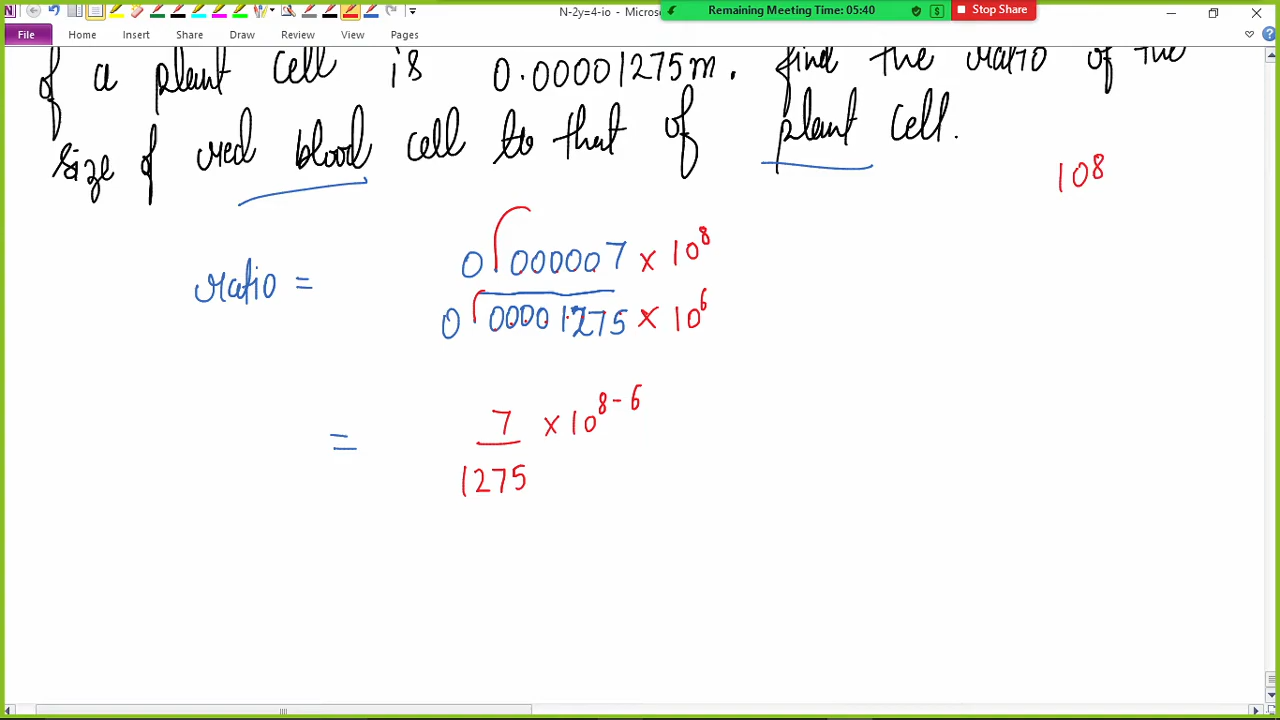 N-2y=4-io - Microso
Remaining Meeting Time: 05:40
Stop Share
File Home Insert Share Draw Review View Pages
of a plant cell is 0.00001275m. find the ratio of the
size of red blood cell to that of plant cell.
10⁸
ratio = 0 000007 × 10⁸
0 00001275 × 10⁶
= 7 × 10⁸⁻⁶
1275